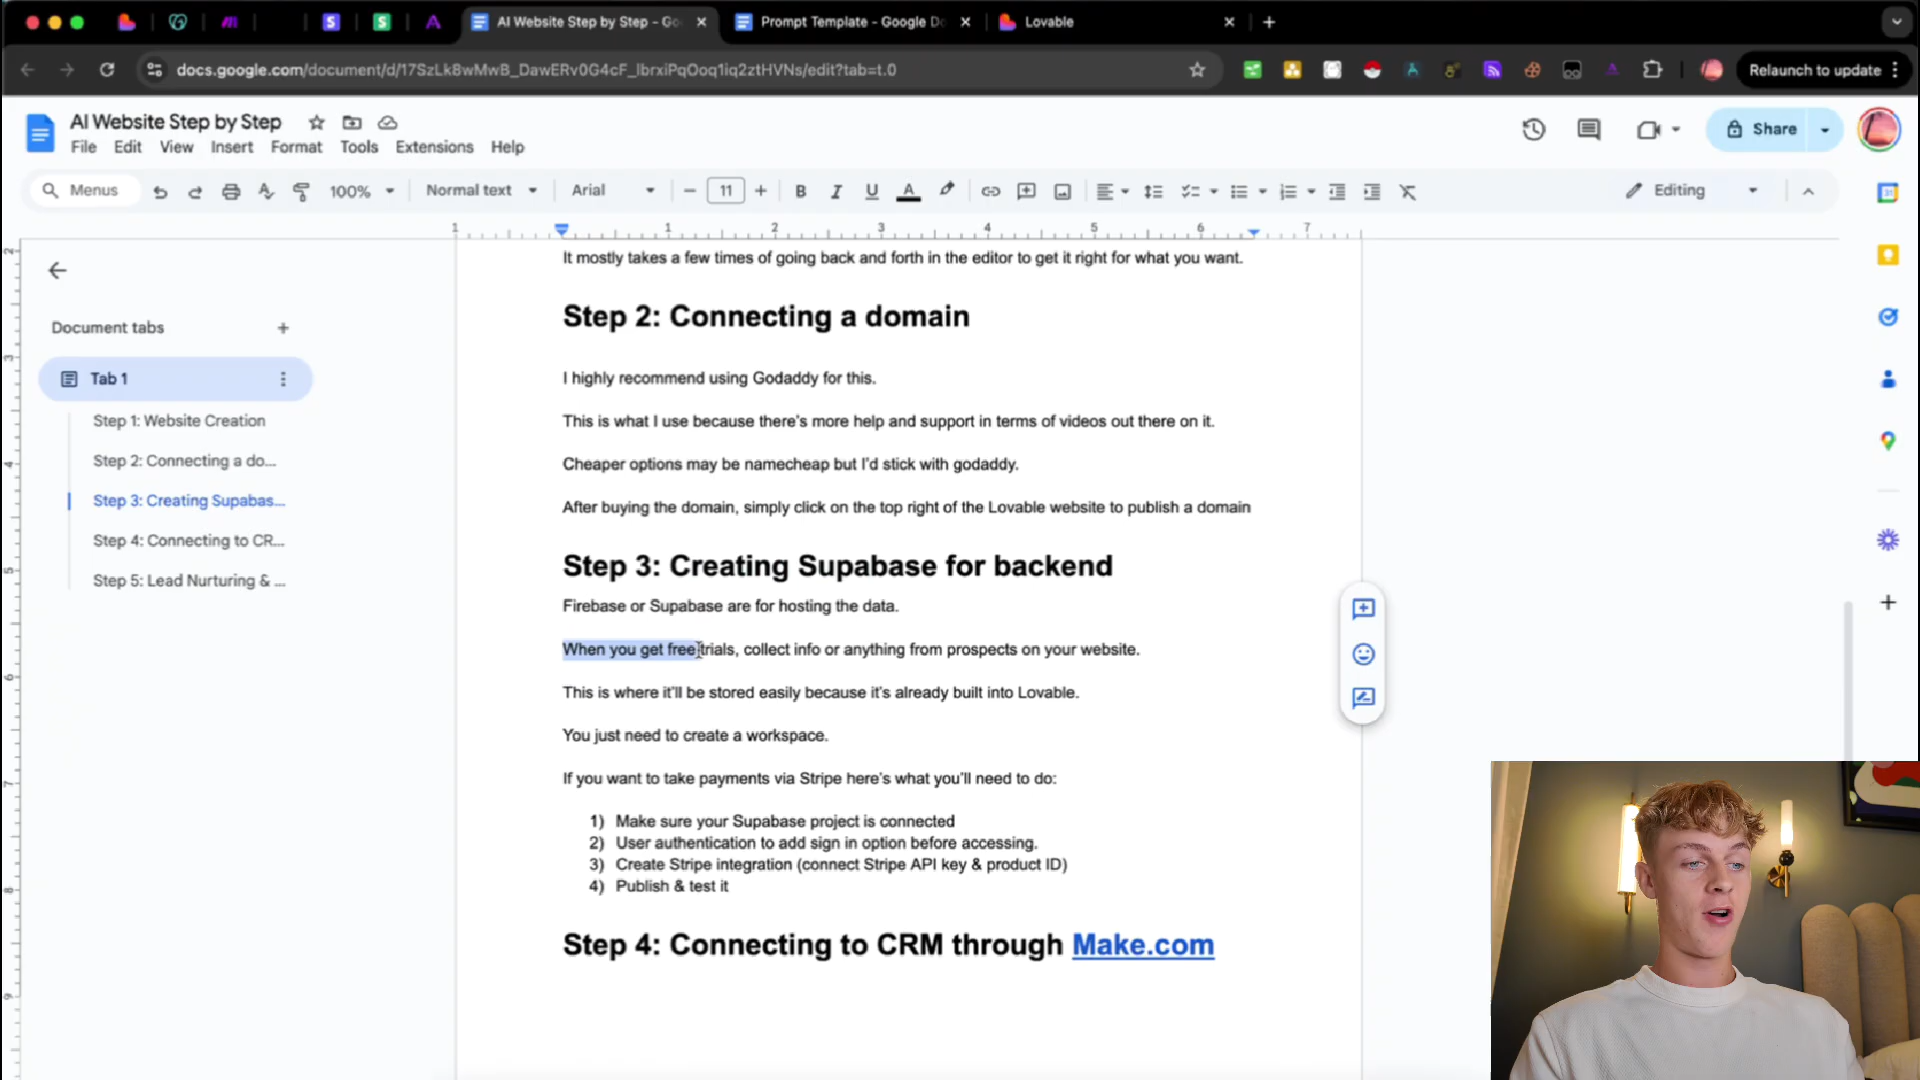 AI Website Step by Step - Go
Prompt Template - Google Do
Lovable
docs.google.com/document/d/17SzLk8wMwB_DawERv0G4cF_lbrxiPqOoq1iq2ztHVNs/edit?tab=t.0
Relaunch to update
AI Website Step by Step
Share
File Edit View Insert Format Tools Extensions Help
Menus
100%
Normal text
Arial
11
Editing
1 1 2 3 4 5 6 7
It mostly takes a few times of going back and forth in the editor to get it right for what you want.
Document tabs
Tab 1
Step 1: Website Creation
Step 2: Connecting a do...
Step 3: Creating Supabas...
Step 4: Connecting to CR...
Step 5: Lead Nurturing & ...
Step 2: Connecting a domain
I highly recommend using Godaddy for this.
This is what I use because there's more help and support in terms of videos out there on it.
Cheaper options may be namecheap but I'd stick with godaddy.
After buying the domain, simply click on the top right of the Lovable website to publish a domain
Step 3: Creating Supabase for backend
Firebase or Supabase are for hosting the data.
When you get free trials, collect info or anything from prospects on your website.
This is where it'll be stored easily because it's already built into Lovable.
You just need to create a workspace.
If you want to take payments via Stripe here's what you'll need to do:
1) Make sure your Supabase project is connected
2) User authentication to add sign in option before accessing.
3) Create Stripe integration (connect Stripe API key & product ID)
4) Publish & test it
Step 4: Connecting to CRM through Make.com